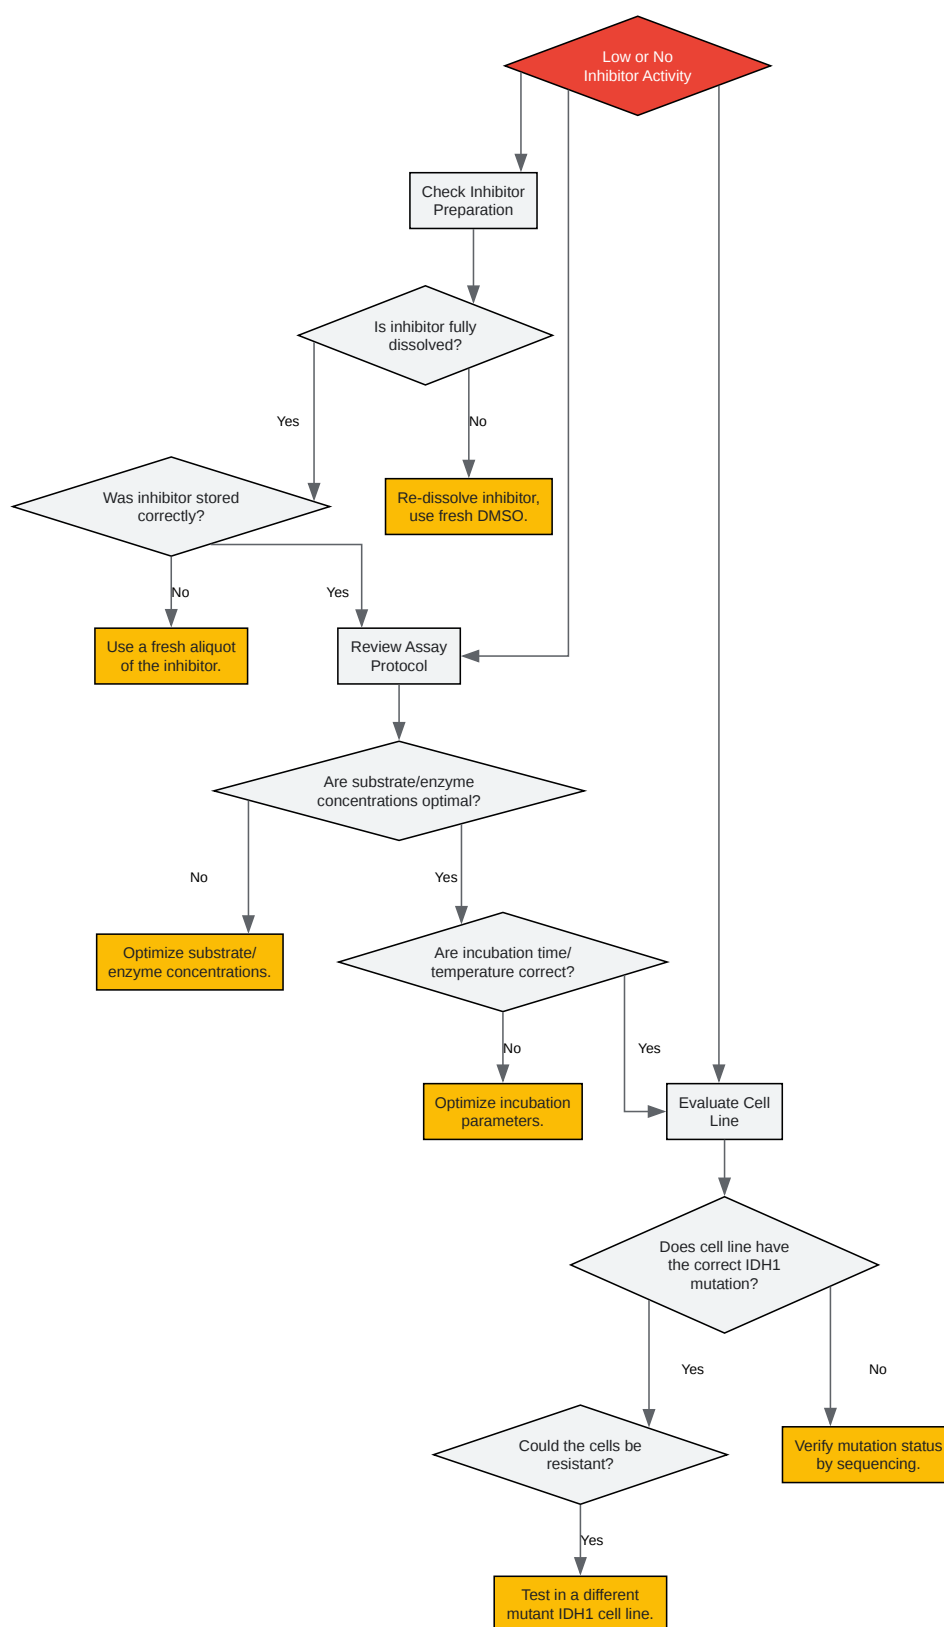 Low or No
Inhibitor Activity
Check Inhibitor
Preparation
Is inhibitor fully
dissolved?
Yes
No
Was inhibitor stored
correctly?
Re-dissolve inhibitor,
use fresh DMSO.
No
Yes
Use a fresh aliquot
of the inhibitor.
Review Assay
Protocol
Are substrate/enzyme
concentrations optimal?
No
Yes
Optimize substrate/
enzyme concentrations.
Are incubation time/
temperature correct?
No
Yes
Optimize incubation
parameters.
Evaluate Cell
Line
Does cell line have
the correct IDH1
mutation?
Yes
No
Could the cells be
resistant?
Verify mutation status
by sequencing.
Yes
Test in a different
mutant IDH1 cell line.